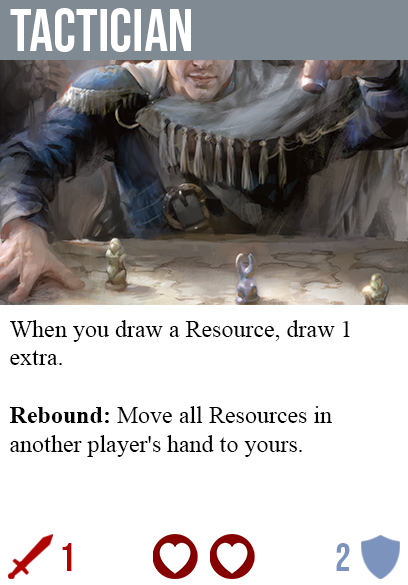 TACTICIAN
When you draw a Resource, draw 1
extra.
Rebound: Move all Resources in
another player's hand to yours.
1 2